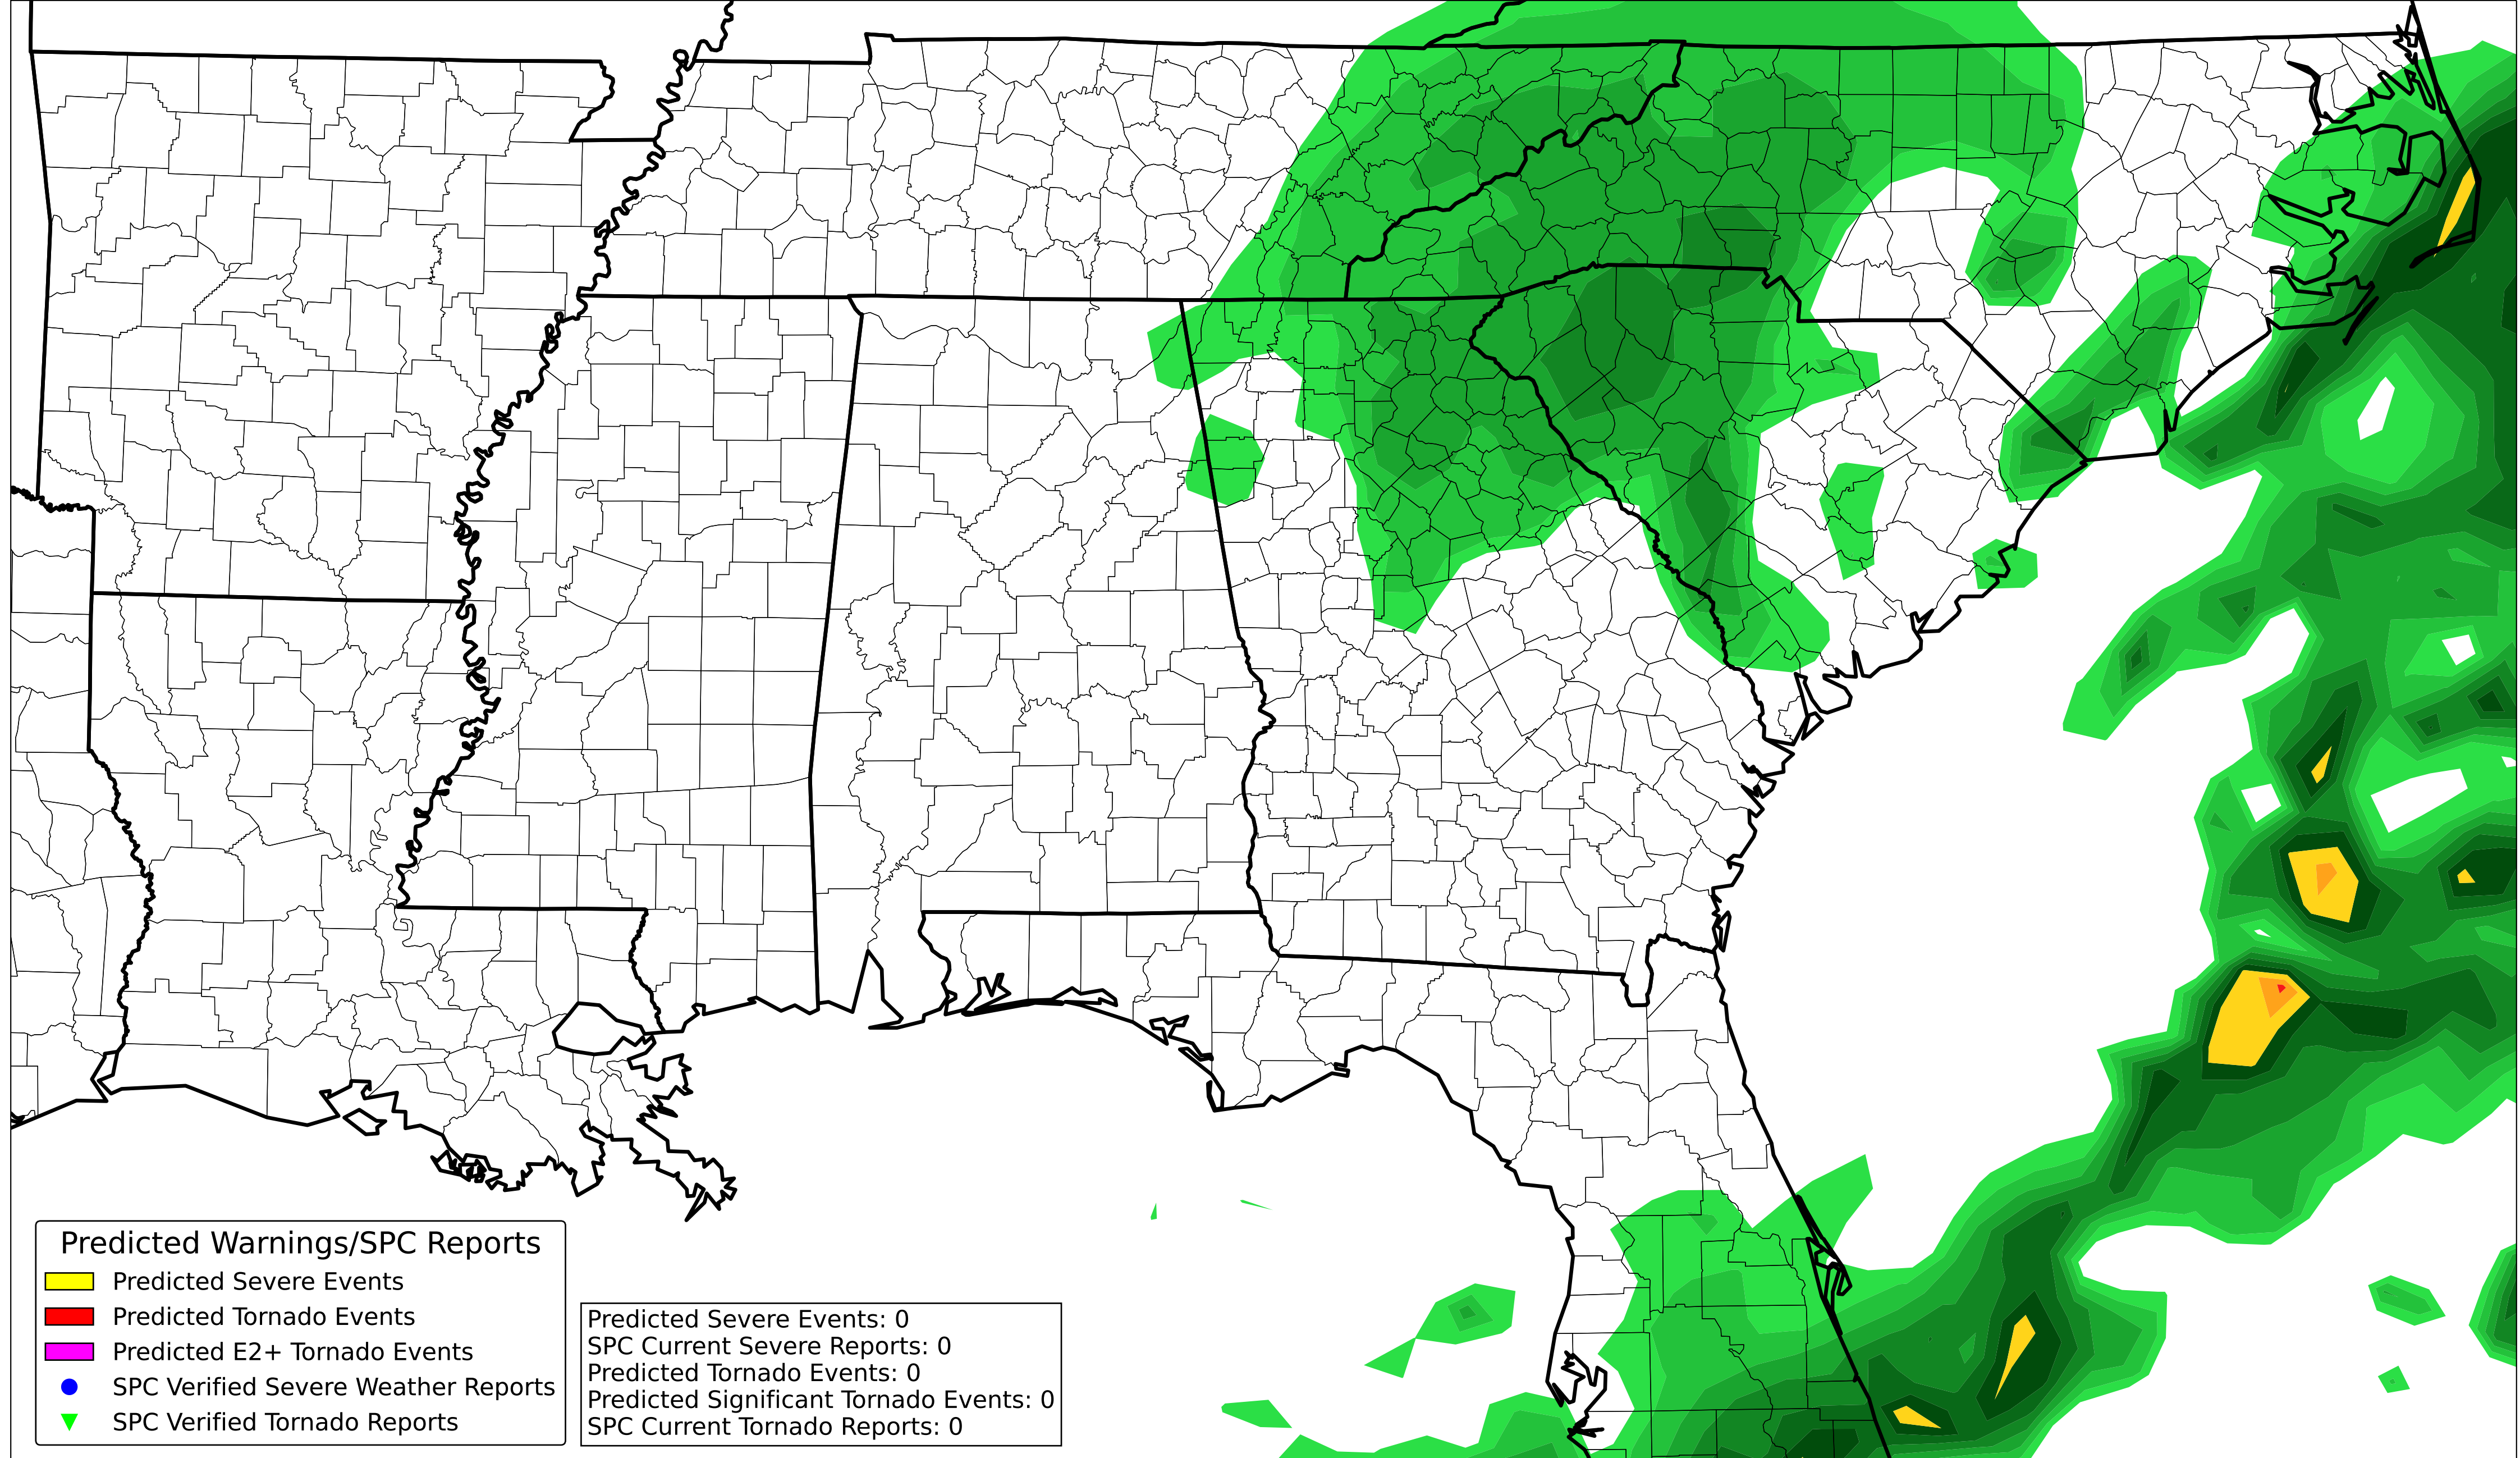 Predicted Warnings/SPC Reports
Predicted Severe Events
Predicted Tornado Events
Predicted E2+ Tornado Events
SPC Verified Severe Weather Reports
SPC Verified Tornado Reports
Predicted Severe Events: 0
SPC Current Severe Reports: 0
Predicted Tornado Events: 0
Predicted Significant Tornado Events: 0
SPC Current Tornado Reports: 0